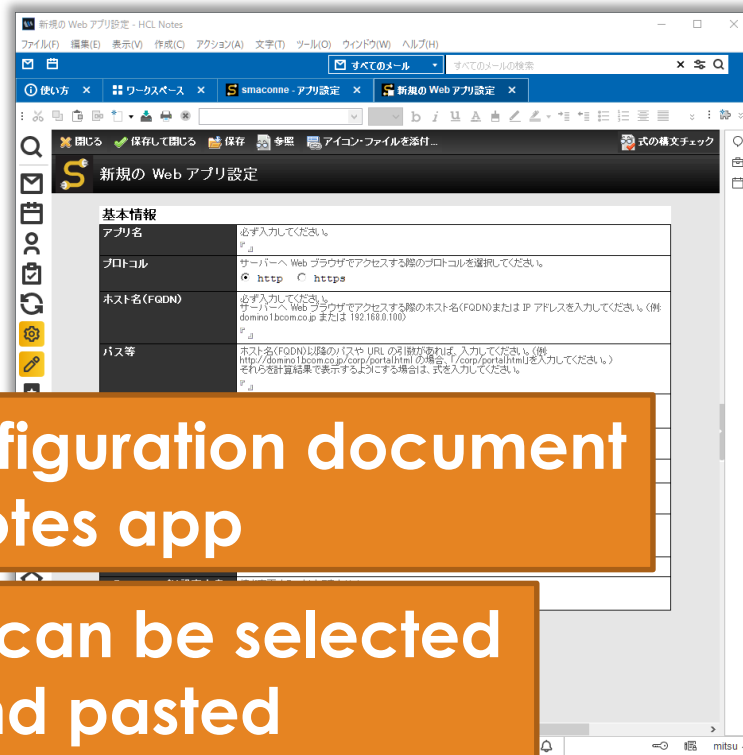 新規の Web アプリ設定 - HCL Notes
ファイル(F) 編集(E) 表示(V) 作成(C) アクション(A) 文字(T) ツール(O) ウィンドウ(W) ヘルプ(H)
すべてのメール すべてのメールの検索
使い方 × ワークスペース × smaconne - アプリ設定 × 新規の Web アプリ設定 ×
b i U A
閉じる 保存して閉じる 保存 参照 アイコン・ファイルを添付... 式の構文チェック
新規の Web アプリ設定
基本情報
アプリ名 必ず入力してください。
プロトコル サーバーへ Web ブラウザでアクセスする際のプロトコルを選択してください。
http https
ホスト名(FQDN) 必ず入力してください。
サーバーへ Web ブラウザでアクセスする際のホスト名(FQDN)または IP アドレスを入力してください。(例:
domino1.bcom.co.jp または 192.168.0.100)
パス等 ホスト名(FQDN)以降のパスや URL の引数があれば、入力してください。(例:
http://domino1.bcom.co.jp/corp/portal.html の場合、「/corp/portal.html」を入力してください。)
それらを計算結果で表示するようにする場合は、式を入力してください。
figuration document
otes app
can be selected
nd pasted
mitsu